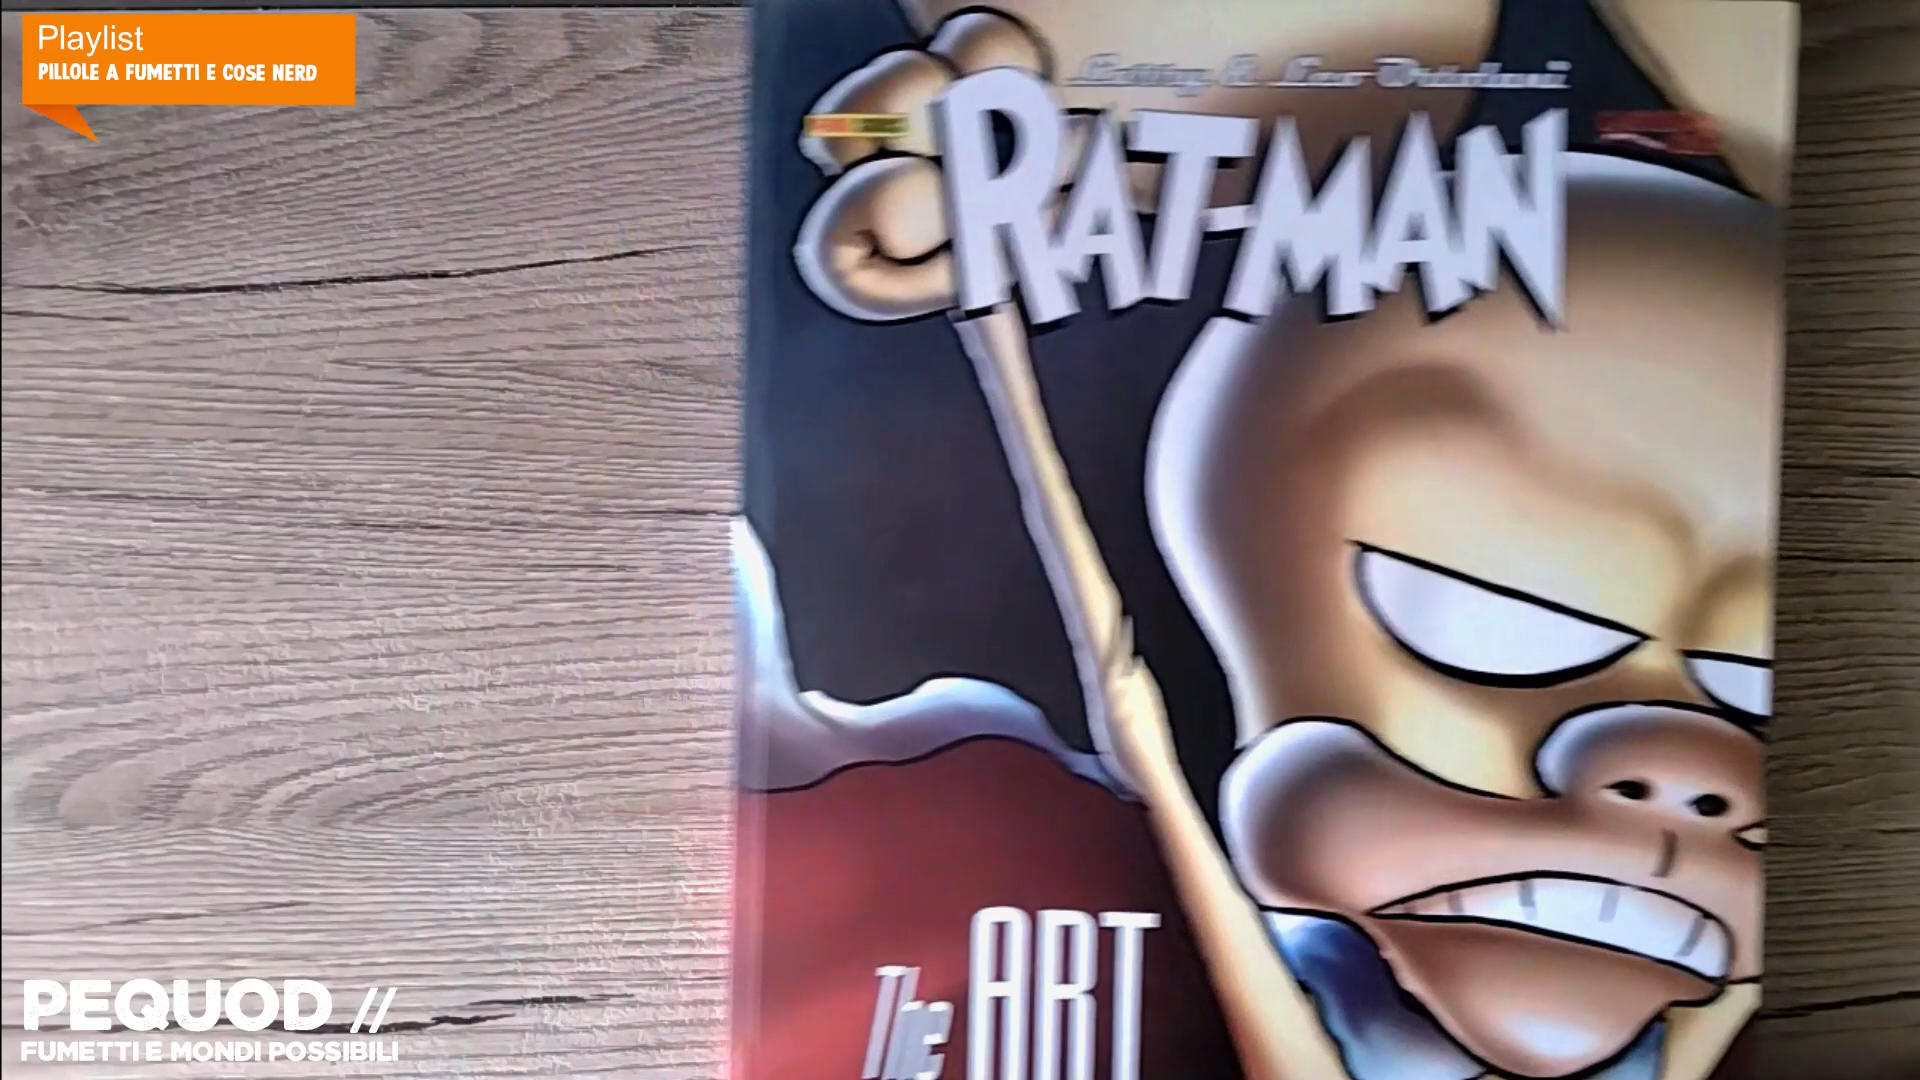 Playlist
PILLOLE A FUMETTI E COSE NERD
RAT-MAN
The ART
PEQUOD //
FUMETTI E MONDI POSSIBILI